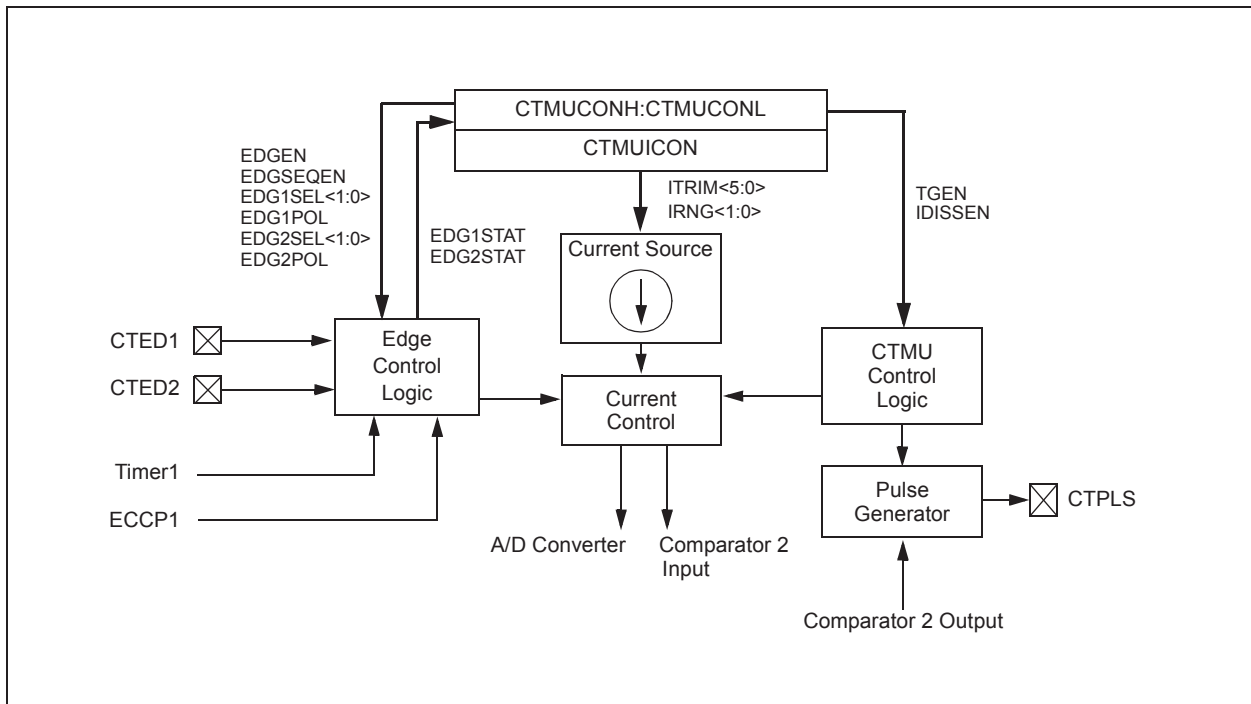 CTMUCONH:CTMUCONL
CTMUICON
EDGEN
EDGSEQEN
EDG1SEL<1:0>
EDG1POL
EDG2SEL<1:0>
EDG2POL
EDG1STAT
EDG2STAT
ITRIM<5:0>
IRNG<1:0>
TGEN
IDISSEN
Current Source
CTED1
CTED2
Edge
Control
Logic
Current
Control
CTMU
Control
Logic
Timer1
ECCP1
Pulse
Generator
CTPLS
A/D Converter
Comparator 2
Input
Comparator 2 Output